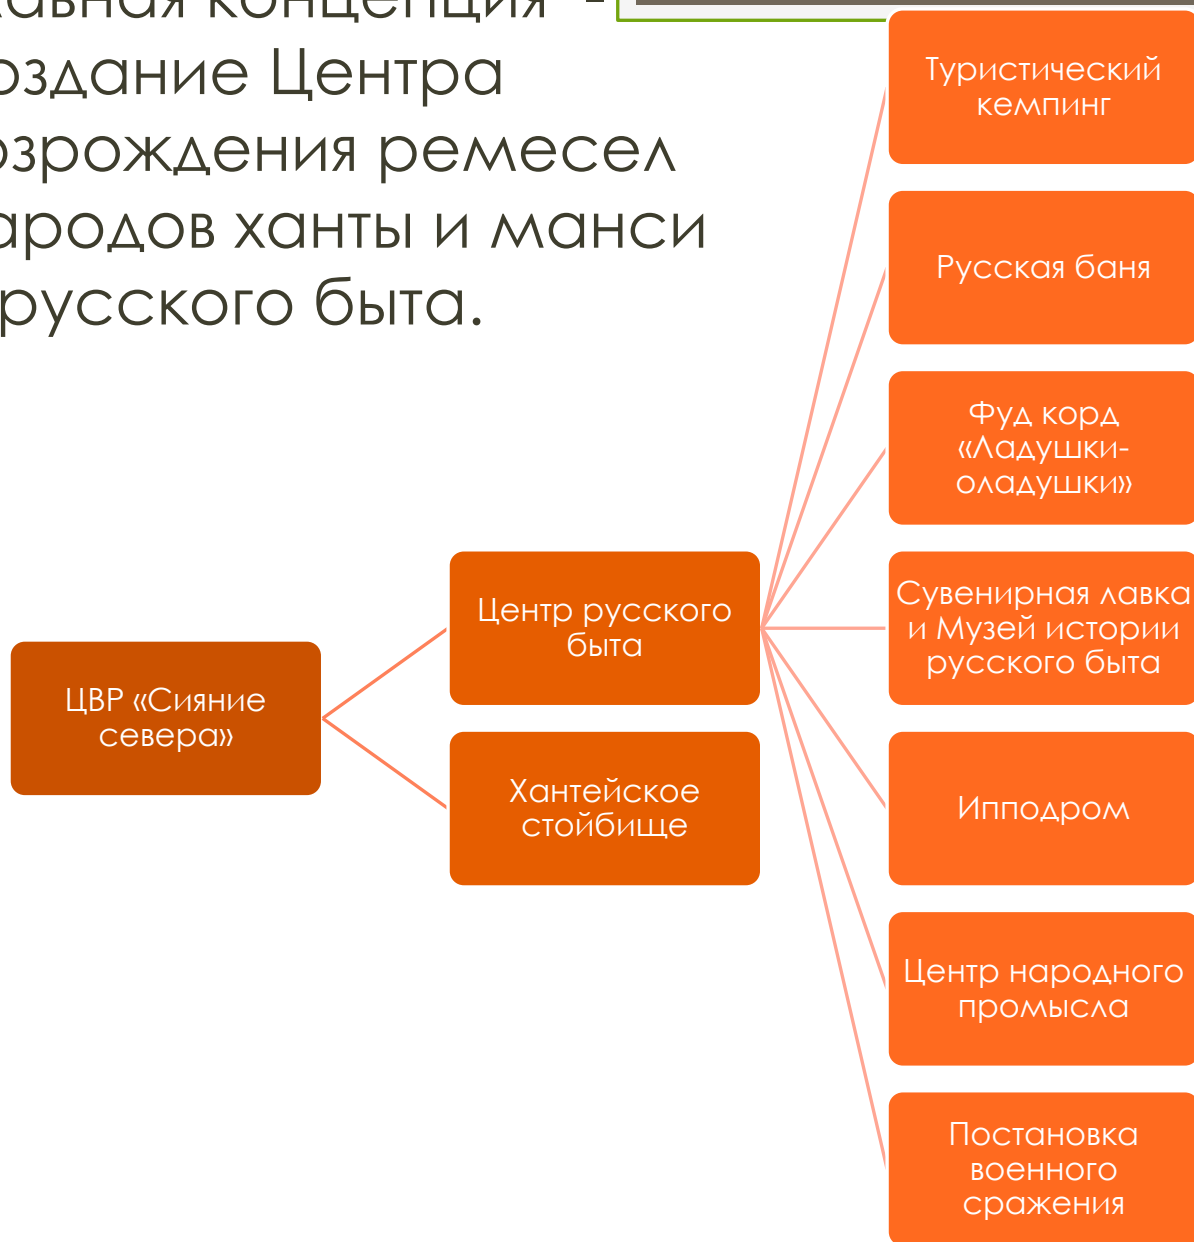 лавная концепция -
оздание Центра
озрождения ремесел
ародов ханты и манси
русского быта.
Туристический
кемпинг
Русская баня
Фуд корд
«Ладушки-
оладушки»
Сувенирная лавка
и Музей истории
русского быта
Центр русского
быта
ЦВР «Сияние
севера»
Хантейское
стойбище
Ипподром
Центр народного
промысла
Постановка
военного
сражения